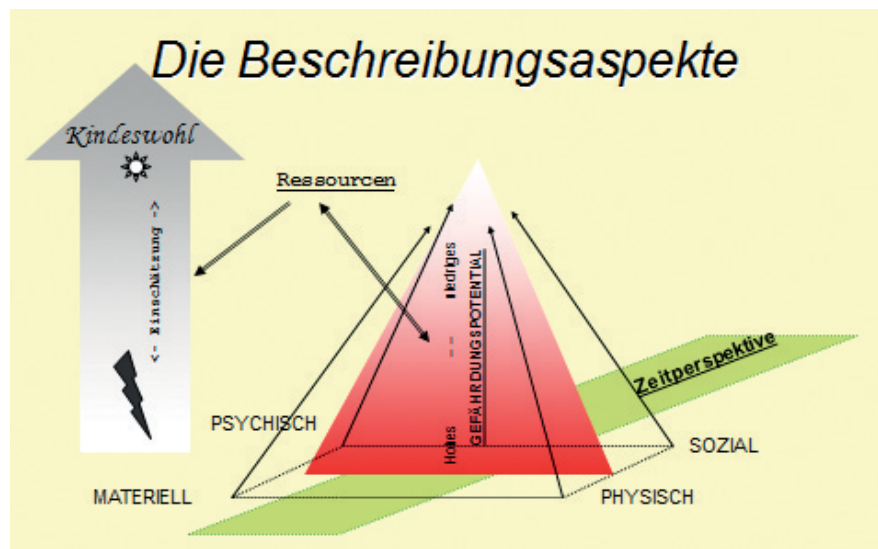 Die Beschreibungsaspekte
Kindeswohl
<- Einschätzung ->
Ressourcen
Hohes -- niedriges
GEFÄHRDUNGSPOTENTIAL
Zeitperspektive
PSYCHISCH
SOZIAL
MATERIELL
PHYSISCH